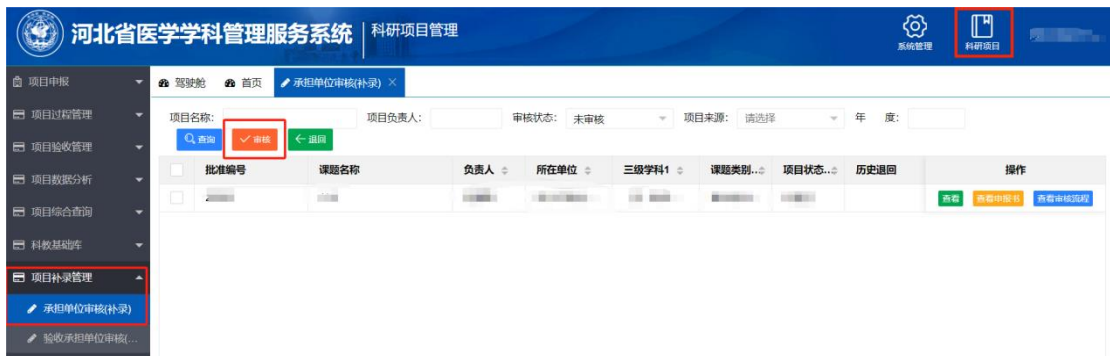 河北省医学学科管理服务系统 科研项目管理
系统管理
科研项目
项目申报
驾驶舱 首页 承担单位审核(补录) ×
项目过程管理
项目名称: 项目负责人: 审核状态: 未审核 项目来源: 请选择 年 度:
查询 审核 退回
项目验收管理
批准编号 课题名称 负责人 所在单位 三级学科1 课题类别... 项目状态... 历史退回 操作
项目数据分析
查看 查看申报书 查看审核流程
项目综合查询
科教基础库
项目补录管理
承担单位审核(补录)
验收承担单位审核(...